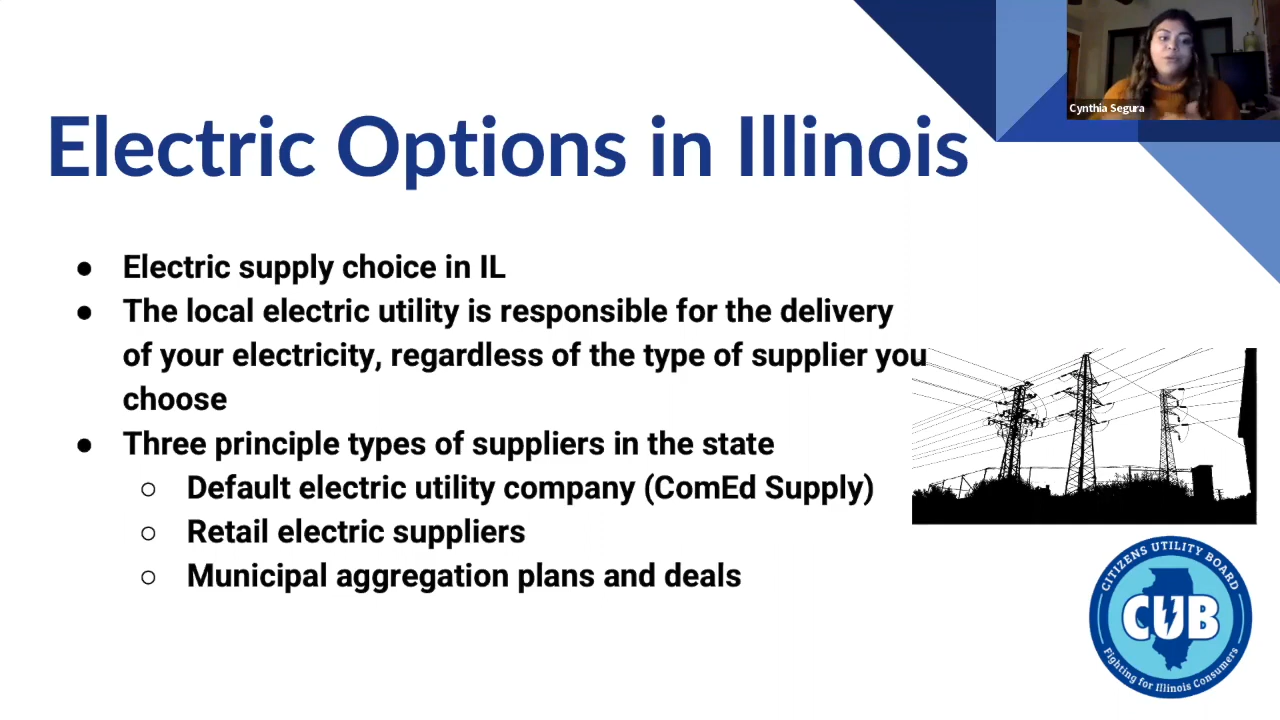 Cynthia Segura
Electric Options in Illinois
● Electric supply choice in IL
● The local electric utility is responsible for the delivery
of your electricity, regardless of the type of supplier you
choose
● Three principle types of suppliers in the state
○ Default electric utility company (ComEd Supply)
○ Retail electric suppliers
○ Municipal aggregation plans and deals
CITIZENS UTILITY BOARD
CUB
Fighting for Illinois Consumers